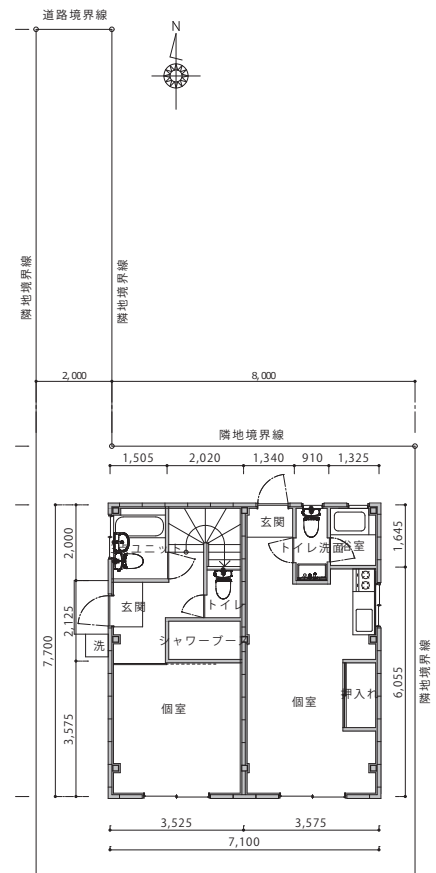 道路境界線
N
隣地境界線
隣地境界線
2,000
8,000
隣地境界線
1,505
2,020
1,340
910
1,325
玄関
2,000
ユニット
トイレ洗面
浴室
1,645
玄関
トイレ
2,125
洗
シャワーブー
7,700
6,055
隣地境界線
個室
個室
押入れ
3,575
3,525
3,575
7,100